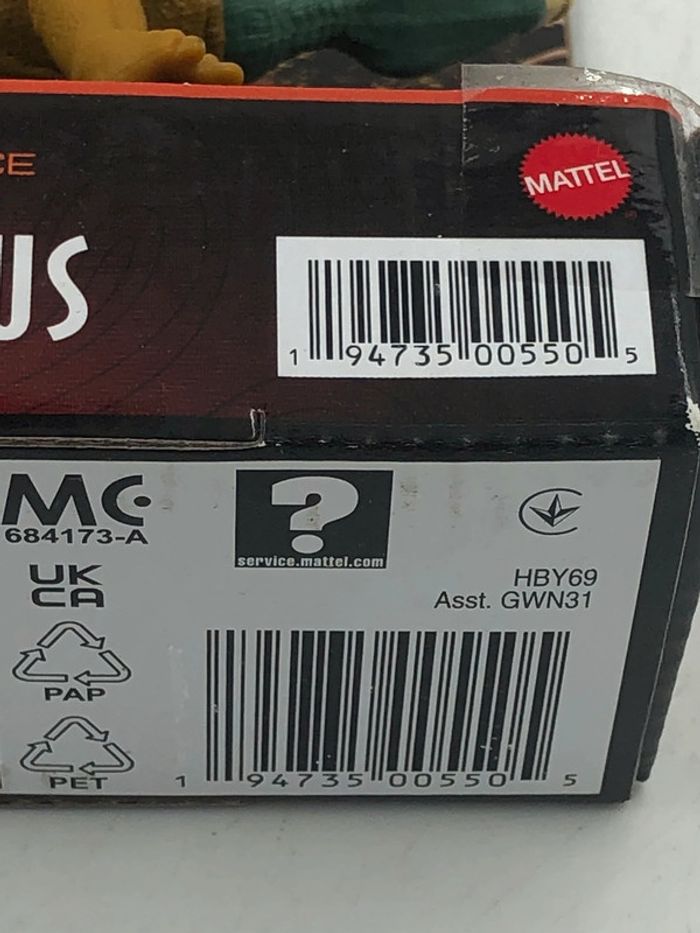 CE
US
MATTEL
1 94735 00550 5
MC
684173-A
?
service.mattel.com
UK
CA
HBY69
Asst. GWN31
PAP
PET
1 94735 00550 5